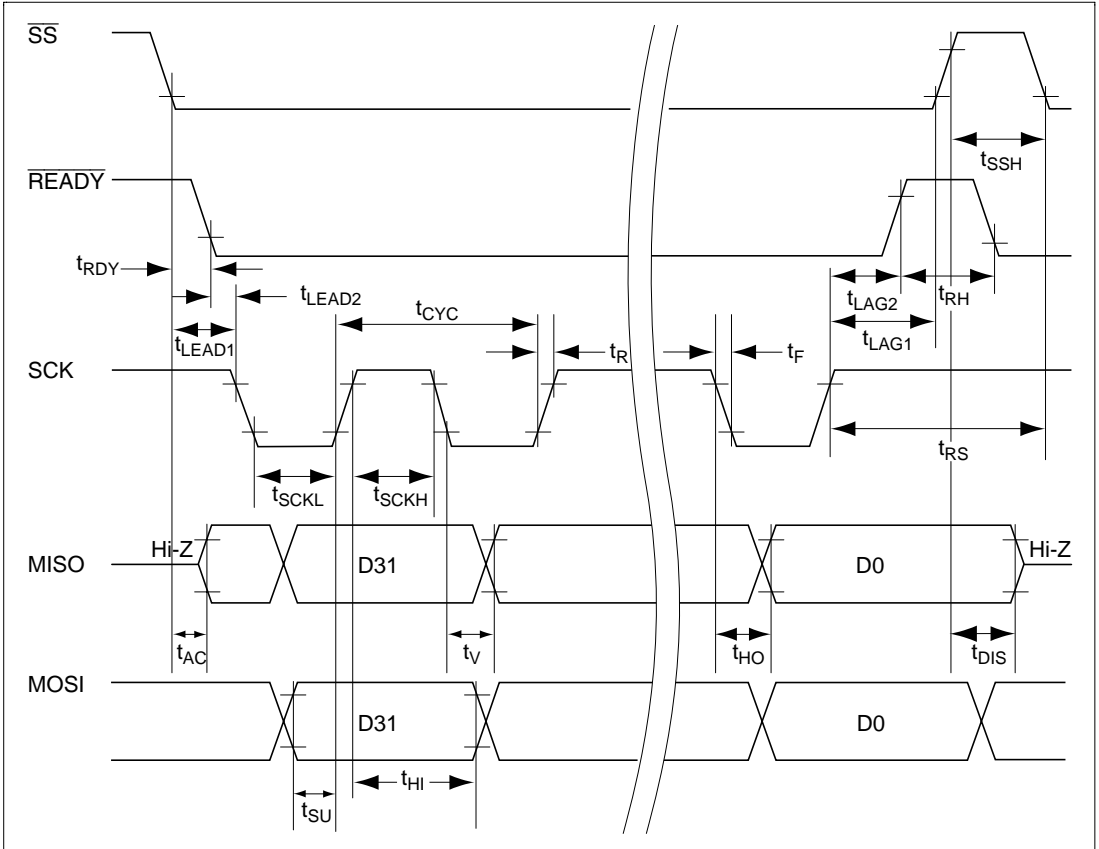 SS
tSSH
READY
tRDY
tLEAD2
tLEAD1
tCYC
tLAG2
tRH
tLAG1
tR
tF
SCK
tRS
tSCKL
tSCKH
Hi-Z
Hi-Z
MISO
D31
D0
tAC
tV
tHO
tDIS
MOSI
D31
D0
tHI
tSU